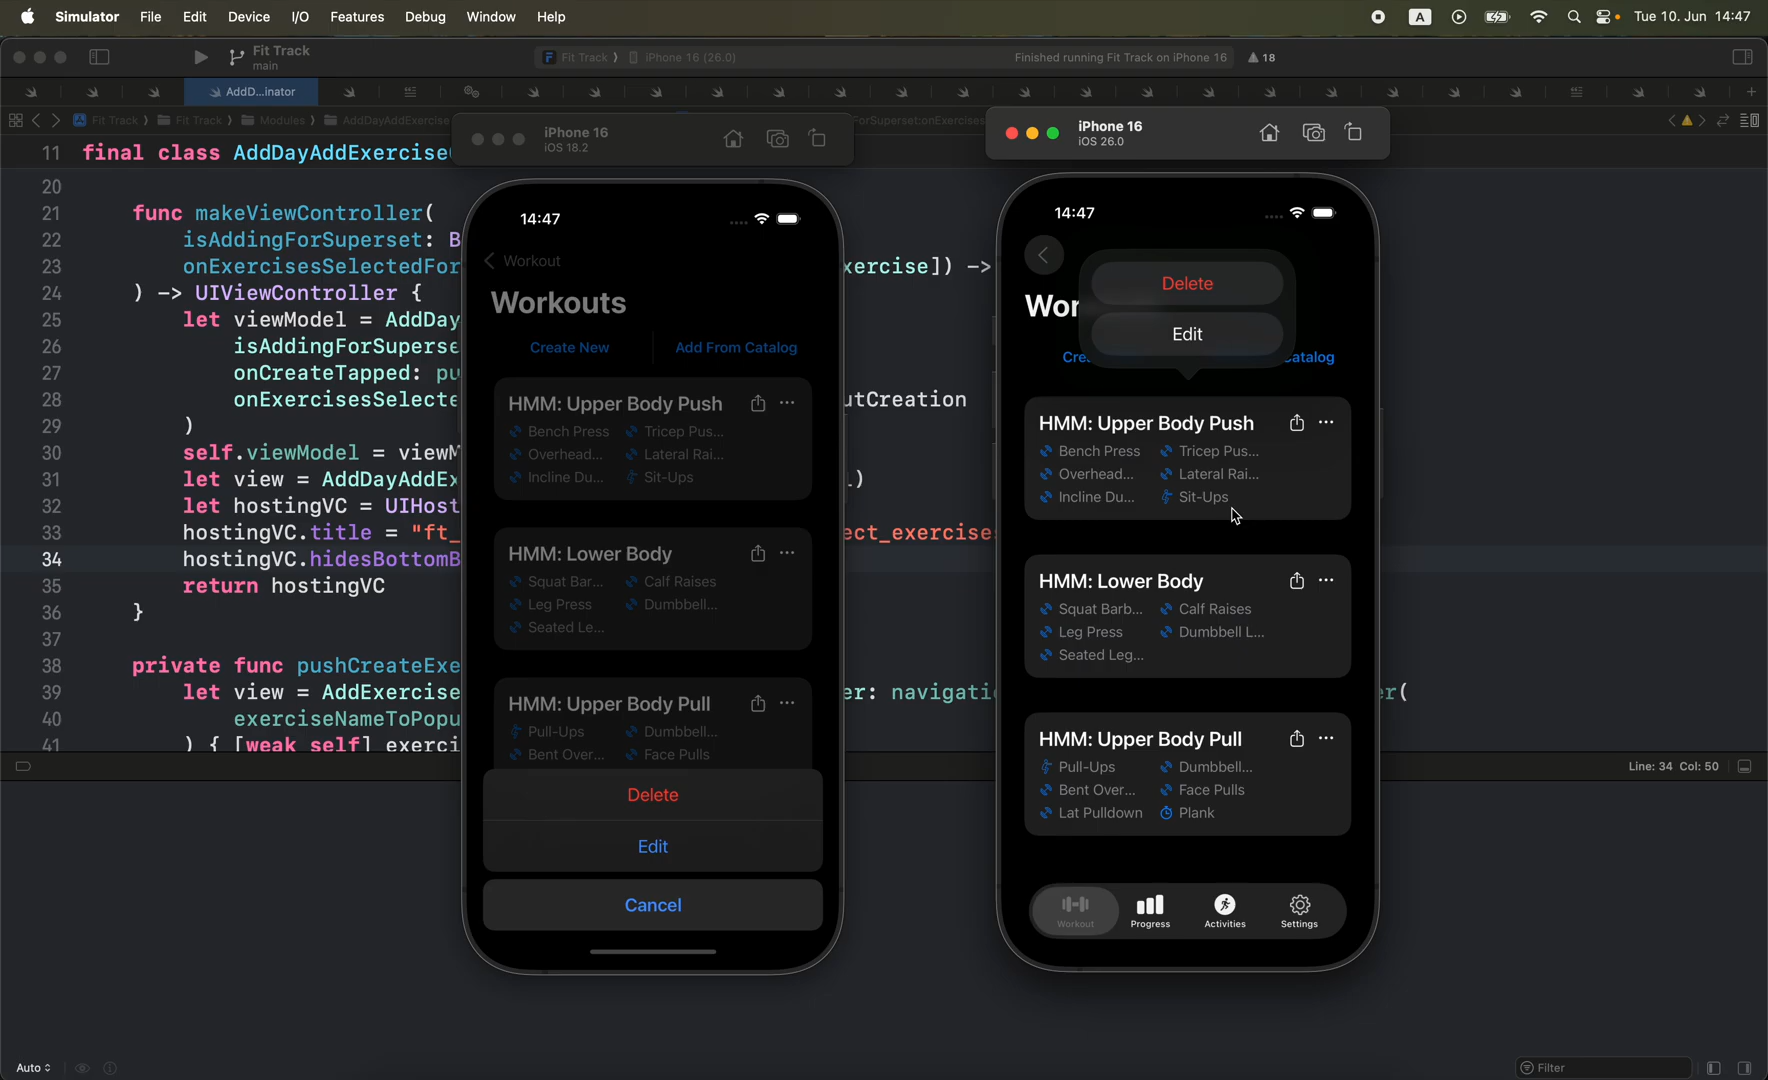 Simulator File Edit Device I/O Features Debug Window Help
A
Tue 10. Jun 14:47
Fit Track
main
Fit Track
iPhone 16 (26.0)
Finished running Fit Track on iPhone 16
18
AddD...inator
Fit Track
Fit Track
Modules
AddDayAddExercise
ForSuperset:onExercises
11 final class AddDayAddExercise
20
21 func makeViewController(
22 isAddingForSuperset: B
23 onExercisesSelectedFor
xercise]) ->
24 ) -> UIViewController {
25 let viewModel = AddDay
26 isAddingForSuperse
27 onCreateTapped: pu
28 onExercisesSelecte
utCreation
29 )
30 self.viewModel = viewM
31 let view = AddDayAddEx
.)
32 let hostingVC = UIHost
33 hostingVC.title = "ft_
ect_exercises
34 hostingVC.hidesBottomB
35 return hostingVC
36 }
37
38 private func pushCreateExe
39 let view = AddExercise
er: navigati
er(
40 exerciseNameToPopu
41 ) { [weak self] exerci
iPhone 16
iOS 18.2
14:47
Workout
Workouts
Create New
Add From Catalog
HMM: Upper Body Push
Bench Press
Tricep Pus...
Overhead...
Lateral Rai...
Incline Du...
Sit-Ups
HMM: Lower Body
Squat Bar...
Calf Raises
Leg Press
Dumbbell...
Seated Le...
HMM: Upper Body Pull
Pull-Ups
Dumbbell...
Bent Over...
Face Pulls
Delete
Edit
Cancel
iPhone 16
iOS 26.0
14:47
Delete
Edit
Wor
Cre
atalog
HMM: Upper Body Push
Bench Press
Tricep Pus...
Overhead...
Lateral Rai...
Incline Du...
Sit-Ups
HMM: Lower Body
Squat Barb...
Calf Raises
Leg Press
Dumbbell L...
Seated Leg...
HMM: Upper Body Pull
Pull-Ups
Dumbbell...
Bent Over...
Face Pulls
Lat Pulldown
Plank
Workout
Progress
Activities
Settings
Line: 34 Col: 50
Auto
Filter